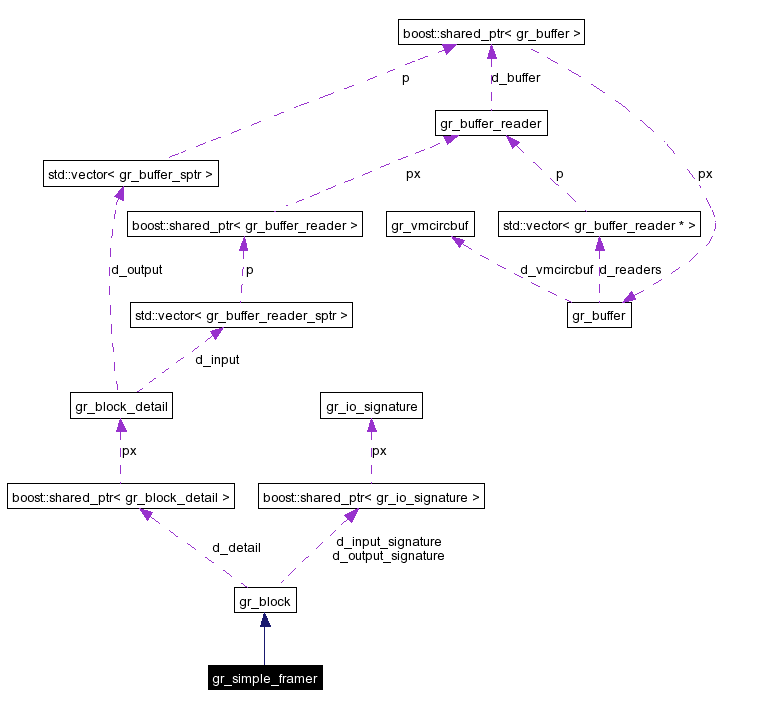 boost::shared_ptr< gr_buffer >
p
d_buffer
gr_buffer_reader
std::vector< gr_buffer_sptr >
px
p
px
boost::shared_ptr< gr_buffer_reader >
gr_vmcircbuf
std::vector< gr_buffer_reader * >
d_output
p
d_vmcircbuf
d_readers
std::vector< gr_buffer_reader_sptr >
gr_buffer
d_input
gr_block_detail
gr_io_signature
px
px
boost::shared_ptr< gr_block_detail >
boost::shared_ptr< gr_io_signature >
d_detail
d_input_signature
d_output_signature
gr_block
gr_simple_framer